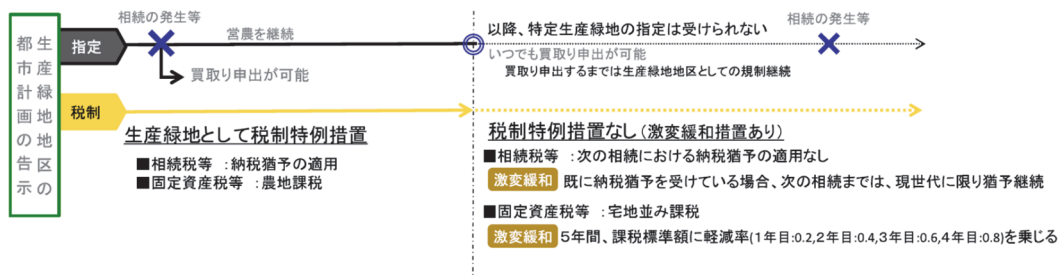 生産緑地地区の
都市計画の告示
指定
相続の発生等
営農を継続
買取り申出が可能
以降、特定生産緑地の指定は受けられない
いつでも買取り申出が可能
買取り申出するまでは生産緑地地区としての規制継続
相続の発生等
税制
生産緑地として税制特例措置
■相続税等 :納税猶予の適用
■固定資産税等:農地課税
税制特例措置なし(激変緩和措置あり)
■相続税等 :次の相続における納税猶予の適用なし
激変緩和 既に納税猶予を受けている場合、次の相続までは、現世代に限り猶予継続
■固定資産税等:宅地並み課税
激変緩和 5年間、課税標準額に軽減率(1年目:0.2,2年目:0.4,3年目:0.6,4年目:0.8)を乗じる